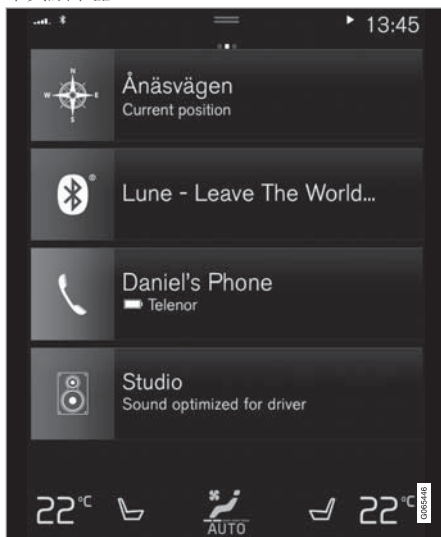 13:45
N
W E
S
Ånäsvägen
Current position
®
Lune - Leave The World...
Daniel's Phone
Telenor
Studio
Sound optimized for driver
22°C
AUTO
22°C
G065446